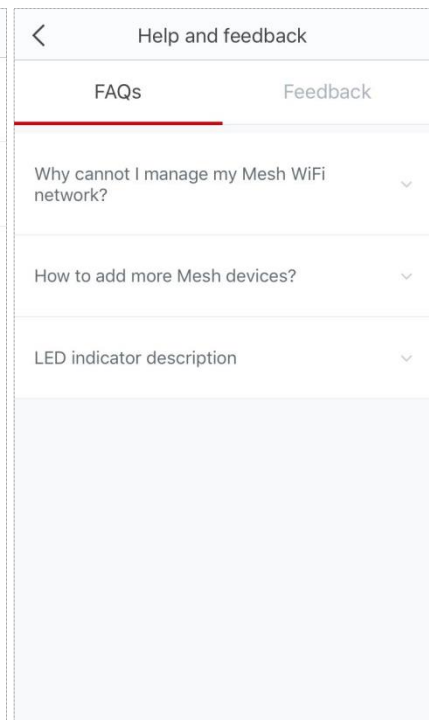 Help and feedback
FAQs
Feedback
Why cannot I manage my Mesh WiFi
network?
How to add more Mesh devices?
LED indicator description